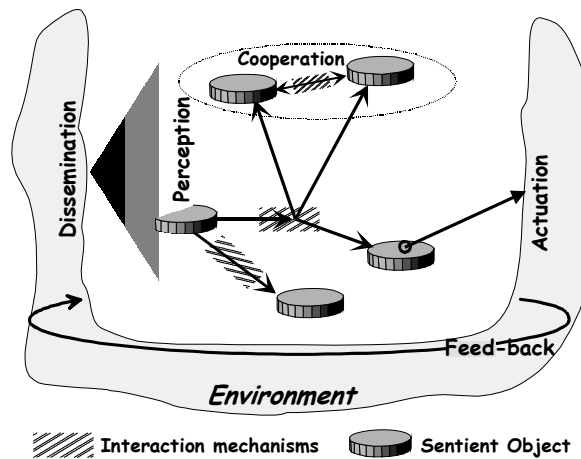 Cooperation
Dissemination
Perception
Actuation
Feed-back
Environment
Interaction mechanisms
Sentient Object